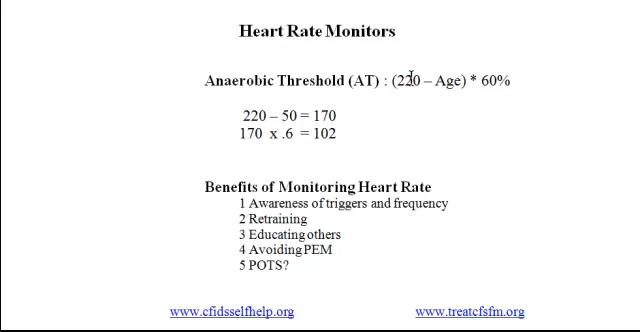 Heart Rate Monitors
Anaerobic Threshold (AT) : (220 – Age) * 60%
220 – 50 = 170
170 x .6 = 102
Benefits of Monitoring Heart Rate
1 Awareness of triggers and frequency
2 Retraining
3 Educating others
4 Avoiding PEM
5 POTS?
www.cfidsselfhelp.org www.treatcfsfm.org